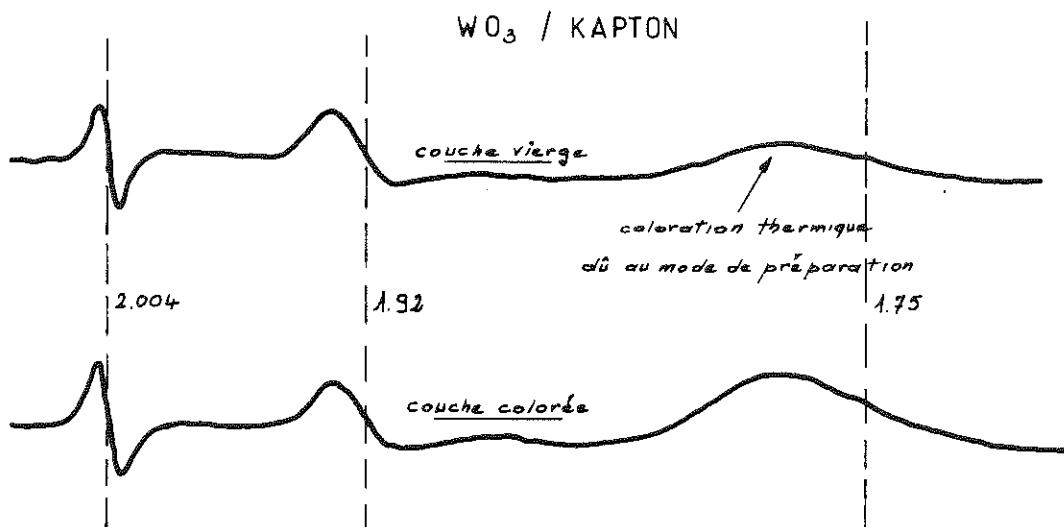 WO₃ / KAPTON
couche vierge
coloration thermique
dû au mode de préparation
2.004
1.92
1.75
couche colorée